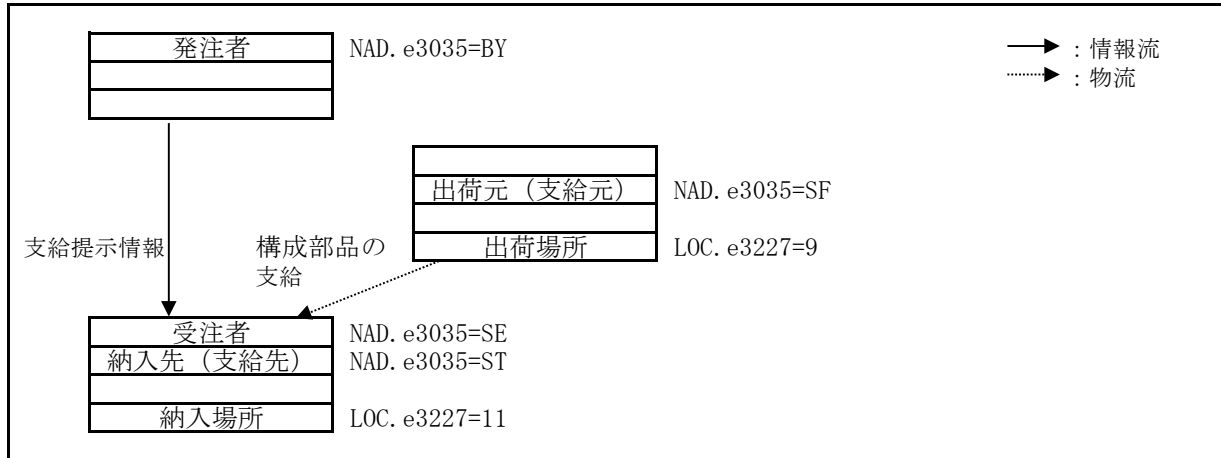 発注者 NAD.e3035=BY
:情報流
:物流
出荷元(支給元) NAD.e3035=SF
支給提示情報
構成部品の
支給
出荷場所 LOC.e3227=9
受注者 NAD.e3035=SE
納入先(支給先) NAD.e3035=ST
納入場所 LOC.e3227=11